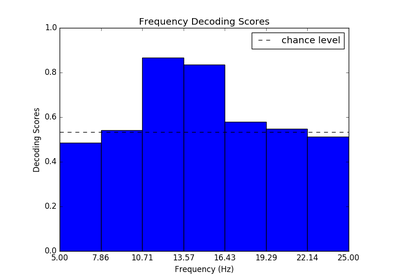 Frequency Decoding Scores
chance level
1.0
0.8
0.6
0.4
0.2
0.0
Decoding Scores
5.00 7.86 10.71 13.57 16.43 19.29 22.14 25.00
Frequency (Hz)